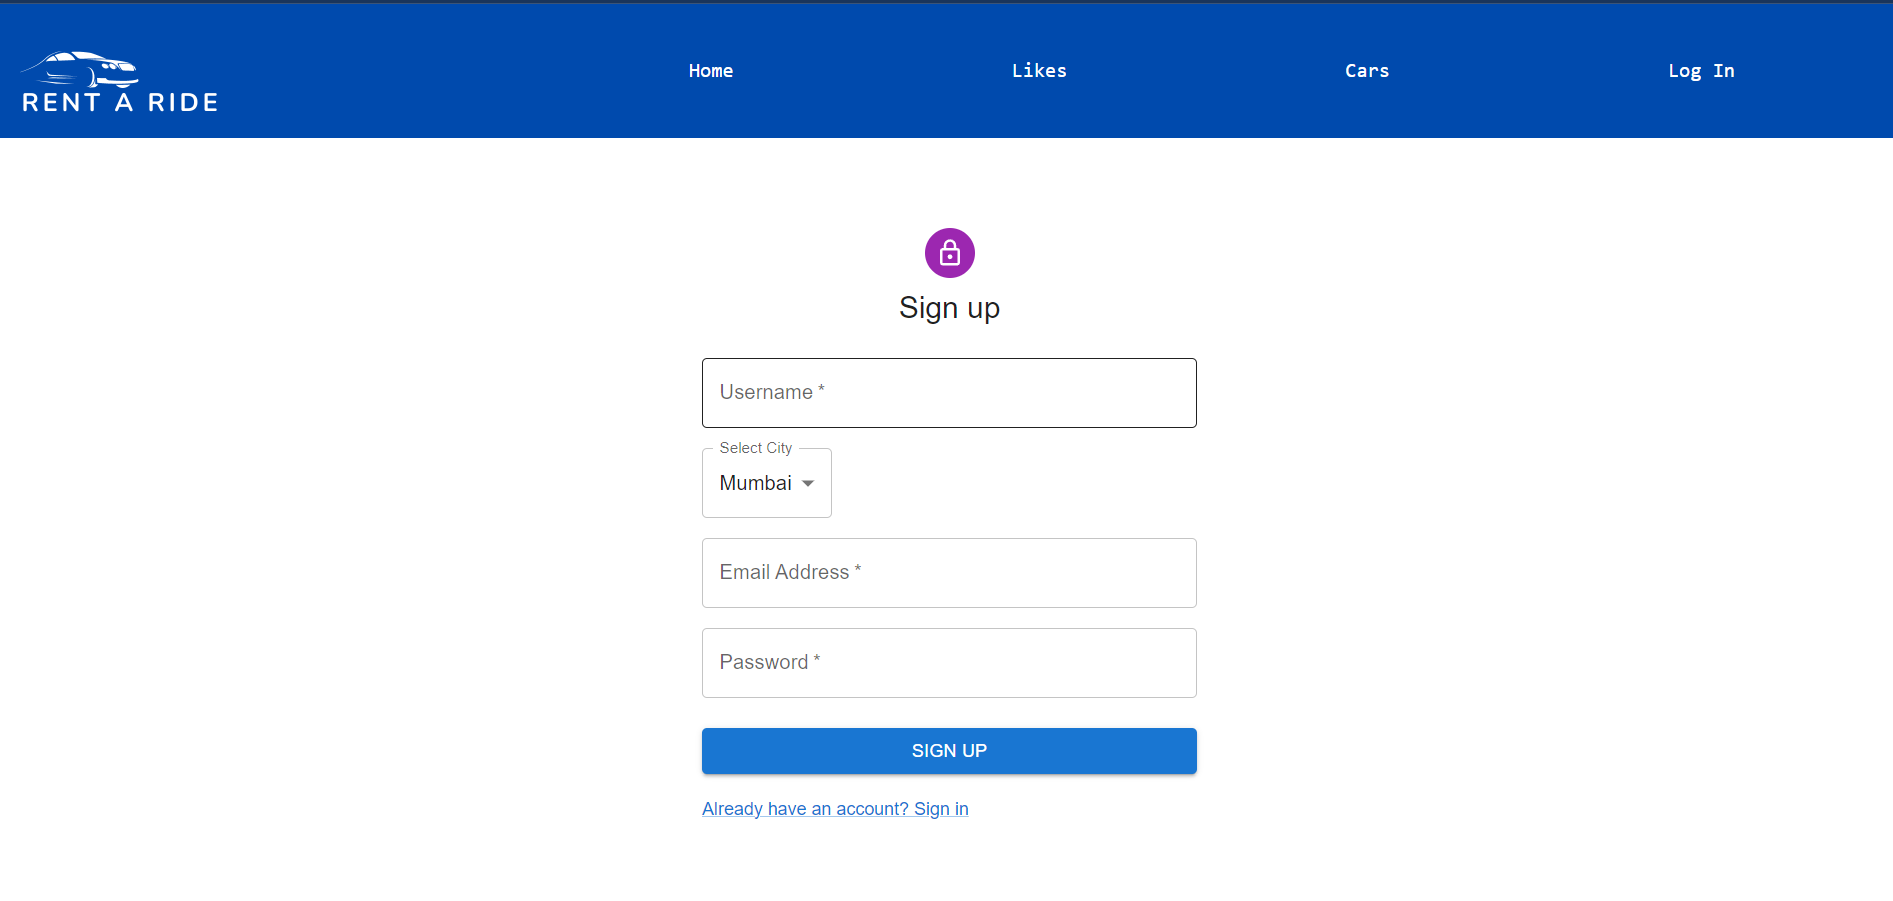 RENT A RIDE
Home
Likes
Cars
Log In
Sign up
Username *
Select City
Mumbai
Email Address *
Password *
SIGN UP
Already have an account? Sign in